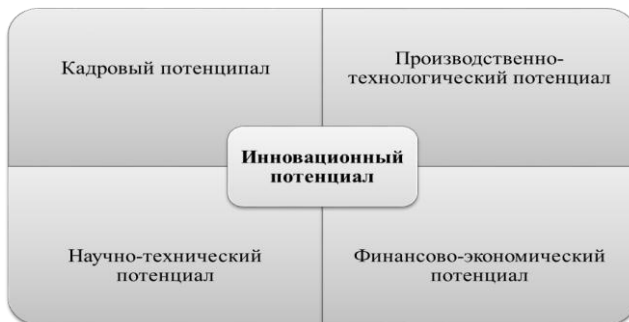 Кадровый потенципал
Производственно-
технологический потенциал
Инновационный
потенциал
Научно-технический
потенциал
Финансово-экономический
потенциал